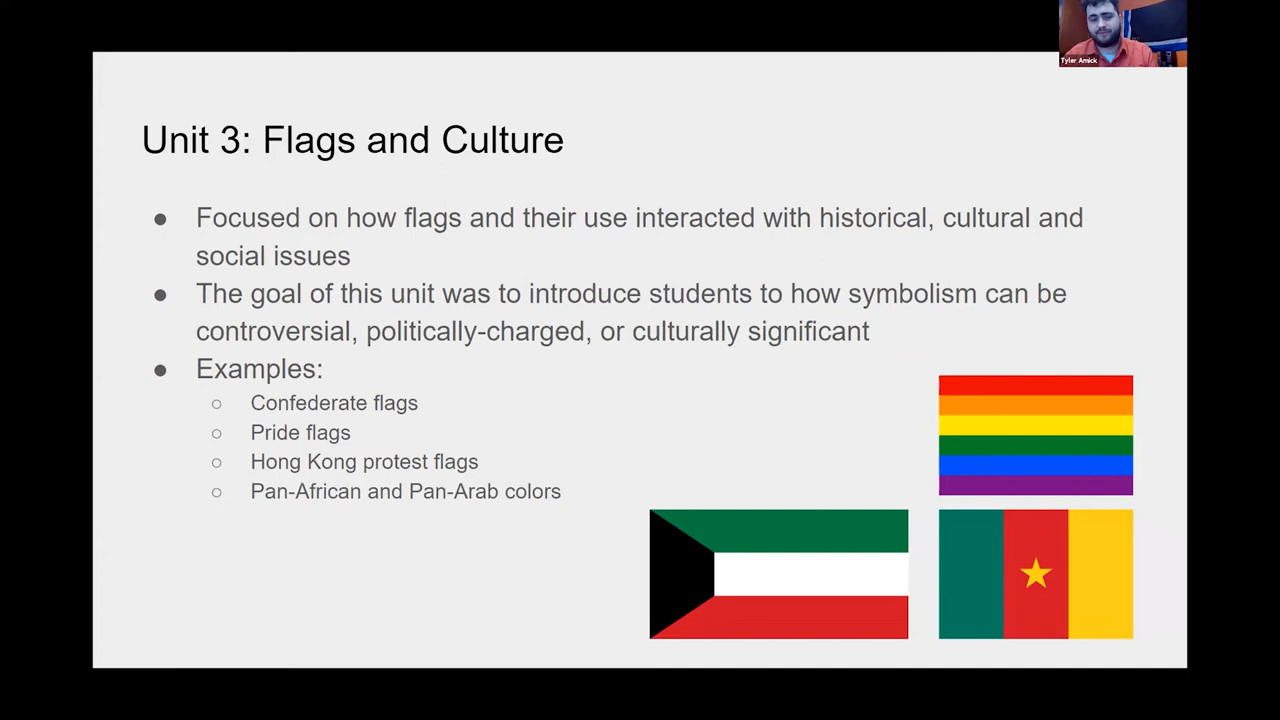 Tyler Amick
Unit 3: Flags and Culture
● Focused on how flags and their use interacted with historical, cultural and
social issues
● The goal of this unit was to introduce students to how symbolism can be
controversial, politically-charged, or culturally significant
● Examples:
○ Confederate flags
○ Pride flags
○ Hong Kong protest flags
○ Pan-African and Pan-Arab colors